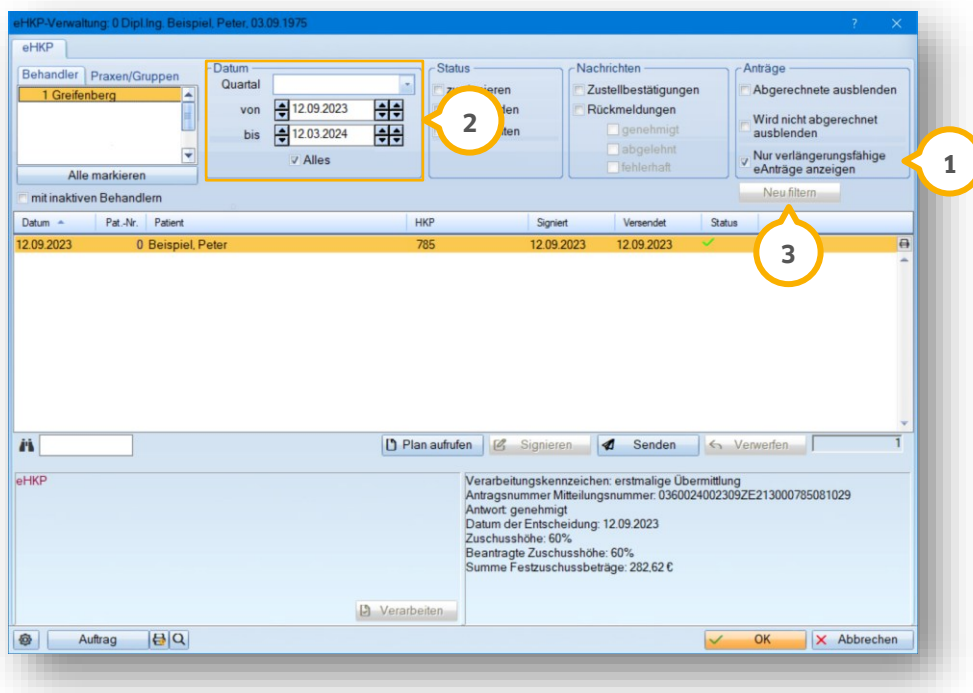 eHKP-Verwaltung: 0 Dipl.Ing. Beispiel, Peter, 03.09.1975 ?
eHKP
Behandler Praxen/Gruppen
1 Greifenberg
Alle markieren
mit inaktiven Behandlern
Datum
Quartal
von 12.09.2023
bis 12.03.2024
Alles
2
Status
Nachrichten
Zustellbestätigungen
Rückmeldungen
genehmigt
abgelehnt
fehlerhaft
Anträge
Abgerechnete ausblenden
Wird nicht abgerechnet
ausblenden
Nur verlängerungsfähige
eAnträge anzeigen
1
Neu filtern
3
Datum Pat.-Nr. Patient HKP Signiert Versendet Status
12.09.2023 0 Beispiel, Peter 785 12.09.2023 12.09.2023
Plan aufrufen Signieren Senden Verwerfen 1
eHKP
Verarbeiten
Verarbeitungskennzeichen: erstmalige Übermittlung
Antragsnummer Mitteilungsnummer: 0360024002309ZE213000785081029
Antwort: genehmigt
Datum der Entscheidung: 12.09.2023
Zuschusshöhe: 60%
Beantragte Zuschusshöhe: 60%
Summe Festzuschussbeträge: 282,62 €
Auftrag OK Abbrechen